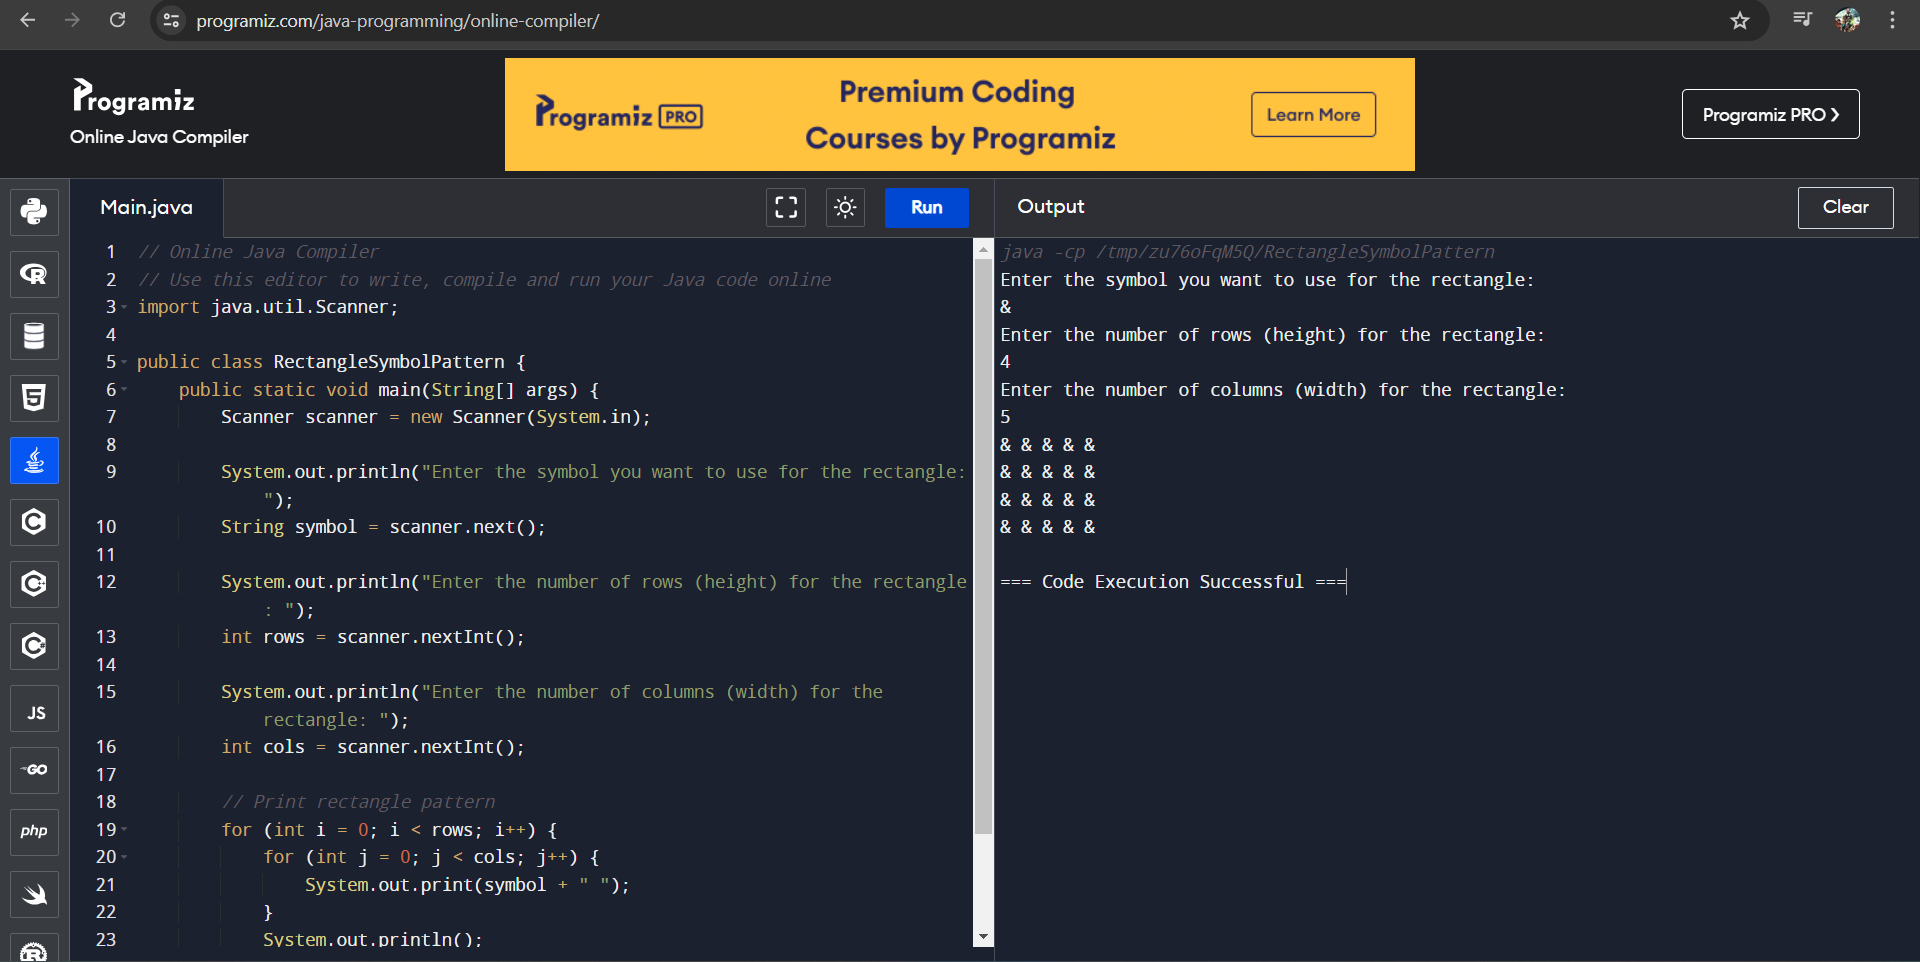 programiz.com/java-programming/online-compiler/
Programiz
Online Java Compiler
Programiz PRO
Premium Coding
Courses by Programiz
Learn More
Programiz PRO ❯
Main.java
Run
1 // Online Java Compiler
2 // Use this editor to write, compile and run your Java code online
3 import java.util.Scanner;
4
5 public class RectangleSymbolPattern {
6     public static void main(String[] args) {
7         Scanner scanner = new Scanner(System.in);
8
9         System.out.println("Enter the symbol you want to use for the rectangle:
            ");
10         String symbol = scanner.next();
11
12         System.out.println("Enter the number of rows (height) for the rectangle
            : ");
13         int rows = scanner.nextInt();
14
15         System.out.println("Enter the number of columns (width) for the
            rectangle: ");
16         int cols = scanner.nextInt();
17
18         // Print rectangle pattern
19         for (int i = 0; i < rows; i++) {
20             for (int j = 0; j < cols; j++) {
21                 System.out.print(symbol + " ");
22             }
23             System.out.println();
Output
Clear
java -cp /tmp/zu76oFqM5Q/RectangleSymbolPattern
Enter the symbol you want to use for the rectangle:
&
Enter the number of rows (height) for the rectangle:
4
Enter the number of columns (width) for the rectangle:
5
& & & & &
& & & & &
& & & & &
& & & & &
=== Code Execution Successful ===
R
5
C
C
C
JS
GO
php
R